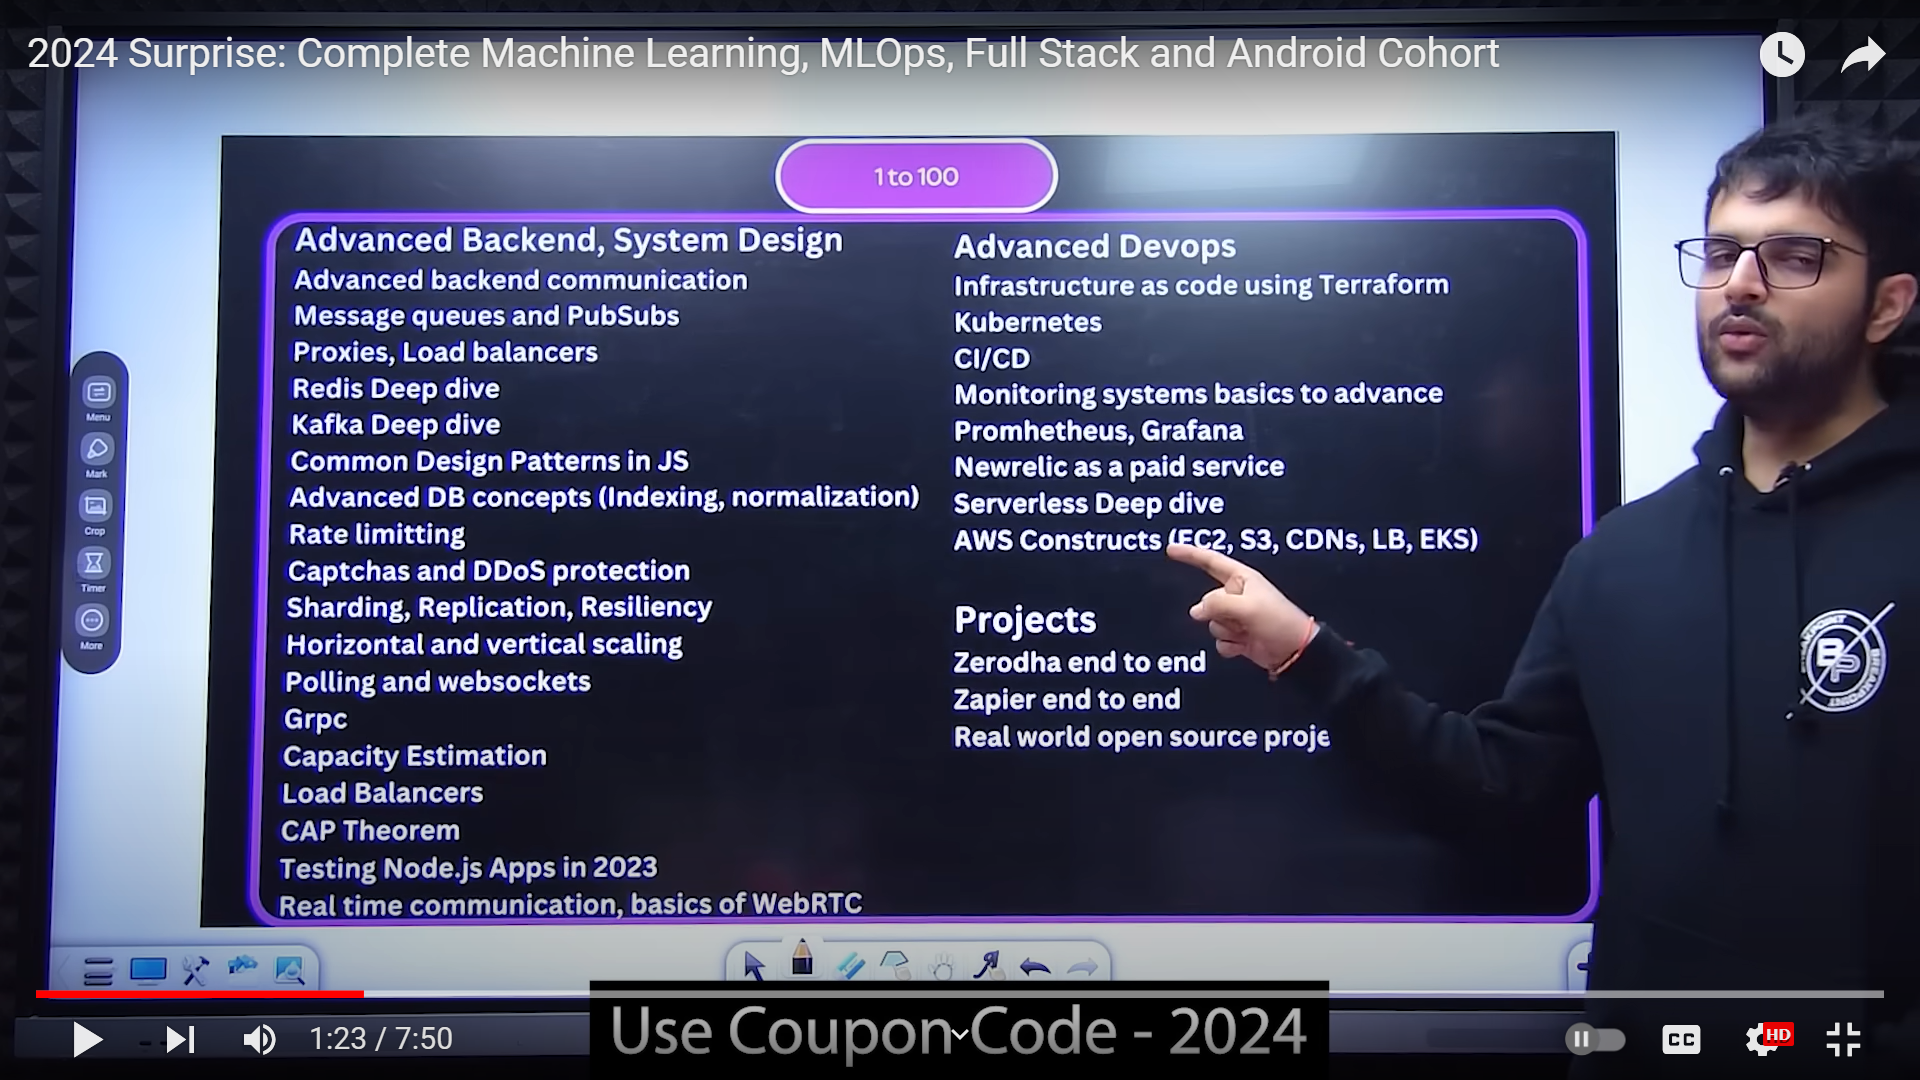 2024 Surprise: Complete Machine Learning, MLOps, Full Stack and Android Cohort
1 to 100
Advanced Backend, System Design
Advanced backend communication
Message queues and PubSubs
Proxies, Load balancers
Redis Deep dive
Kafka Deep dive
Common Design Patterns in JS
Advanced DB concepts (Indexing, normalization)
Rate limitting
Captchas and DDoS protection
Sharding, Replication, Resiliency
Horizontal and vertical scaling
Polling and websockets
Grpc
Capacity Estimation
Load Balancers
CAP Theorem
Testing Node.js Apps in 2023
Real time communication, basics of WebRTC
Advanced Devops
Infrastructure as code using Terraform
Kubernetes
CI/CD
Monitoring systems basics to advance
Promhetheus, Grafana
Newrelic as a paid service
Serverless Deep dive
AWS Constructs (EC2, S3, CDNs, LB, EKS)
Projects
Zerodha end to end
Zapier end to end
Real world open source proje
Menu
Mark
Crop
Timer
More
BP
BREAKPOINT
Use Coupon Code - 2024
1:23 / 7:50
CC
HD